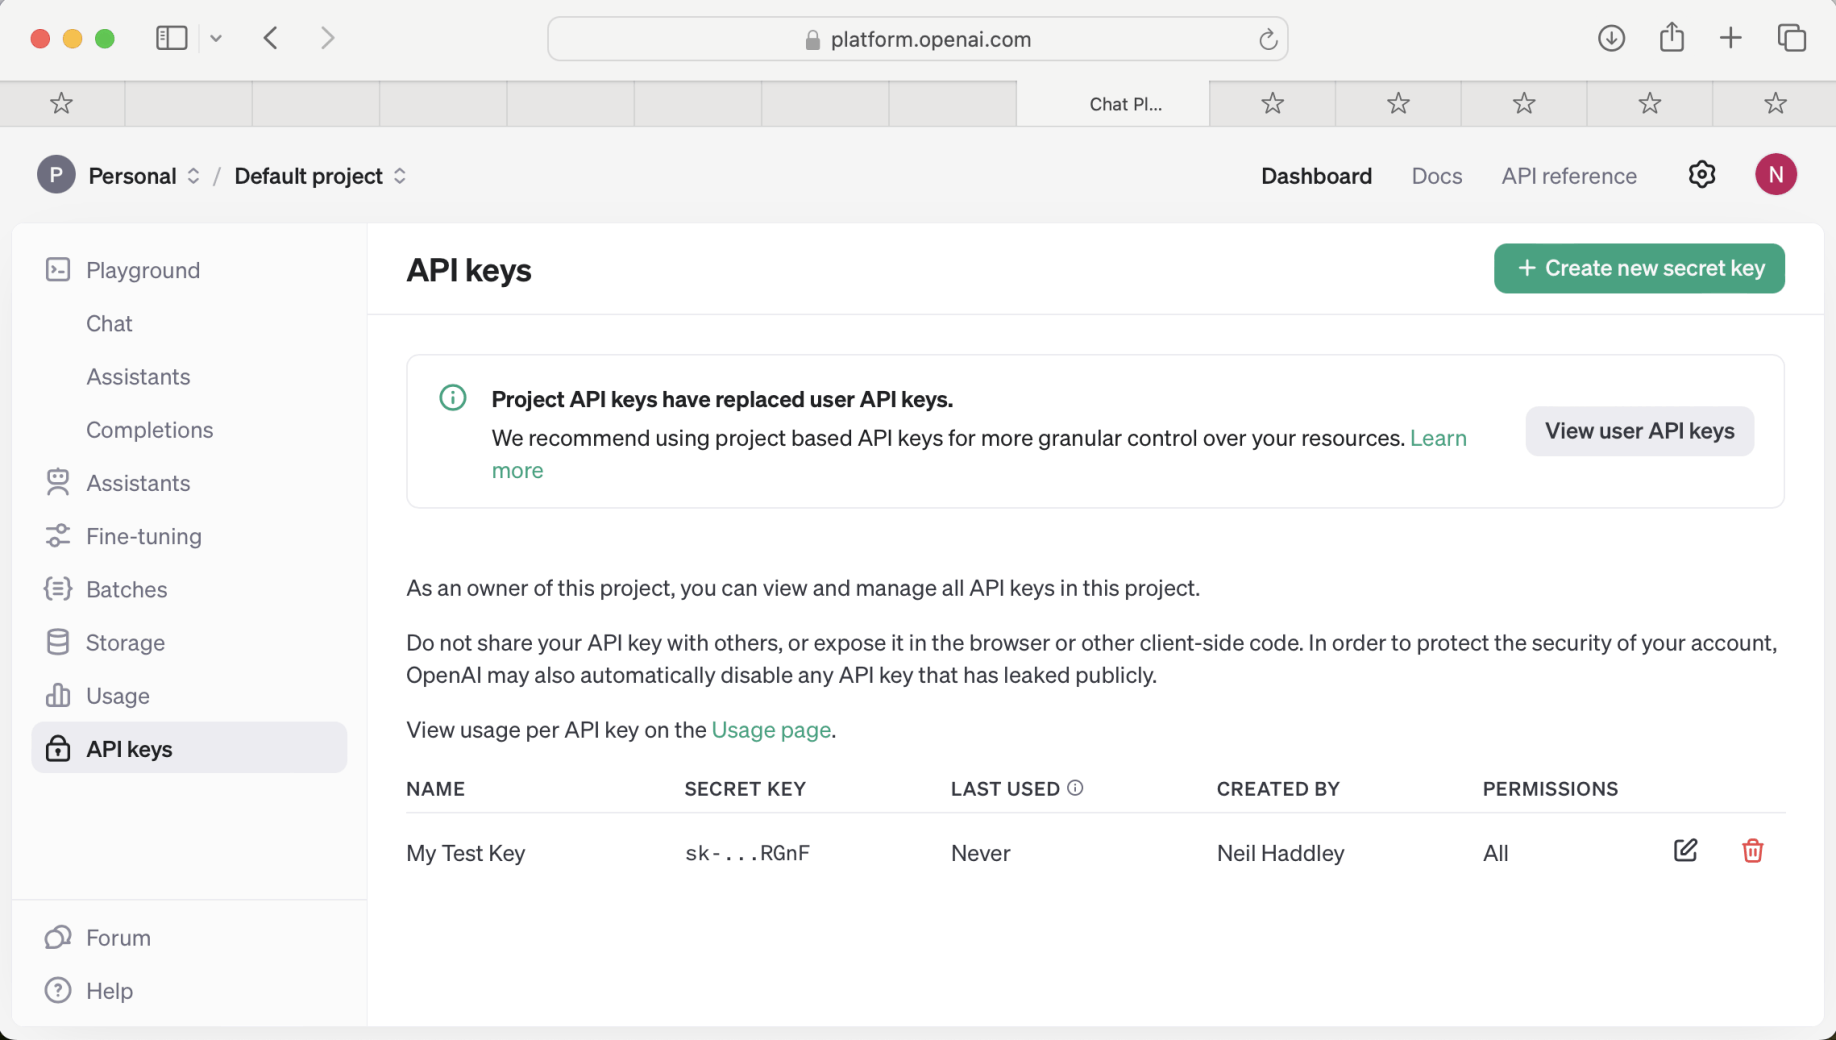 platform.openai.com
Chat Pl...
P Personal / Default project Dashboard Docs API reference N
Playground
Chat
Assistants
Completions
Assistants
Fine-tuning
Batches
Storage
Usage
API keys
Forum
Help
API keys
+ Create new secret key
Project API keys have replaced user API keys.
We recommend using project based API keys for more granular control over your resources. Learn
more
View user API keys
As an owner of this project, you can view and manage all API keys in this project.
Do not share your API key with others, or expose it in the browser or other client-side code. In order to protect the security of your account,
OpenAI may also automatically disable any API key that has leaked publicly.
View usage per API key on the Usage page.
NAME SECRET KEY LAST USED CREATED BY PERMISSIONS
My Test Key sk-...RGnF Never Neil Haddley All